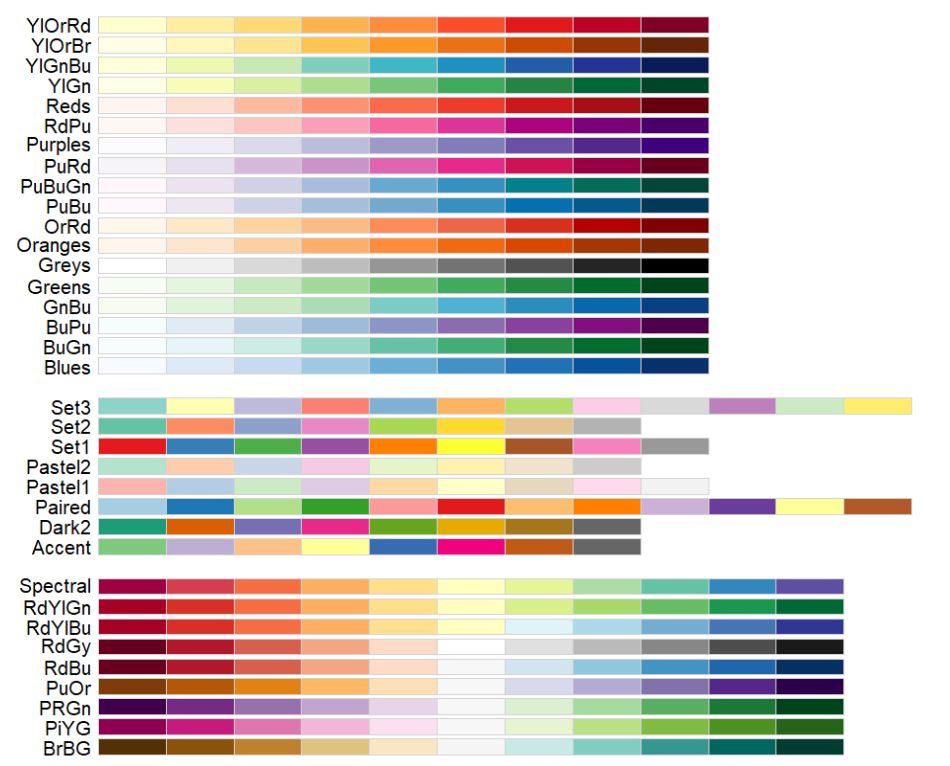 YlOrRd
YlOrBr
YlGnBu
YlGn
Reds
RdPu
Purples
PuRd
PuBuGn
PuBu
OrRd
Oranges
Greys
Greens
GnBu
BuPu
BuGn
Blues
Set3
Set2
Set1
Pastel2
Pastel1
Paired
Dark2
Accent
Spectral
RdYlGn
RdYlBu
RdGy
RdBu
PuOr
PRGn
PiYG
BrBG